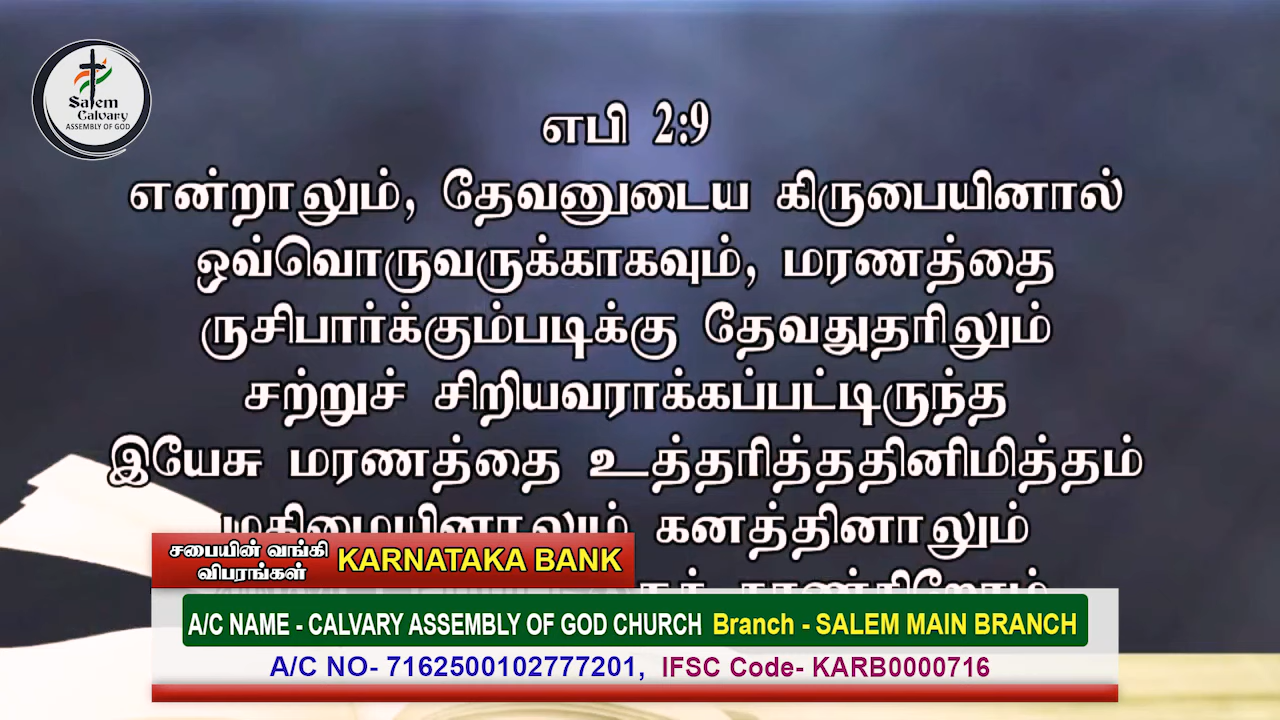 Salem
Calvary
ASSEMBLY OF GOD
எபி 2:9
என்றாலும், தேவனுடைய கிருபையினால்
ஒவ்வொருவருக்காகவும், மரணத்தை
ருசிபார்க்கும்படிக்கு தேவதுதரிலும்
சற்றுச் சிறியவராக்கப்பட்டிருந்த
இயேசு மரணத்தை உத்தரித்ததினிமித்தம்
மகிமையினாலும் கனத்தினாலும்
சபையின் வங்கி
விபரங்கள்
KARNATAKA BANK
A/C NAME - CALVARY ASSEMBLY OF GOD CHURCH Branch - SALEM MAIN BRANCH
A/C NO- 7162500102777201, IFSC Code- KARB0000716